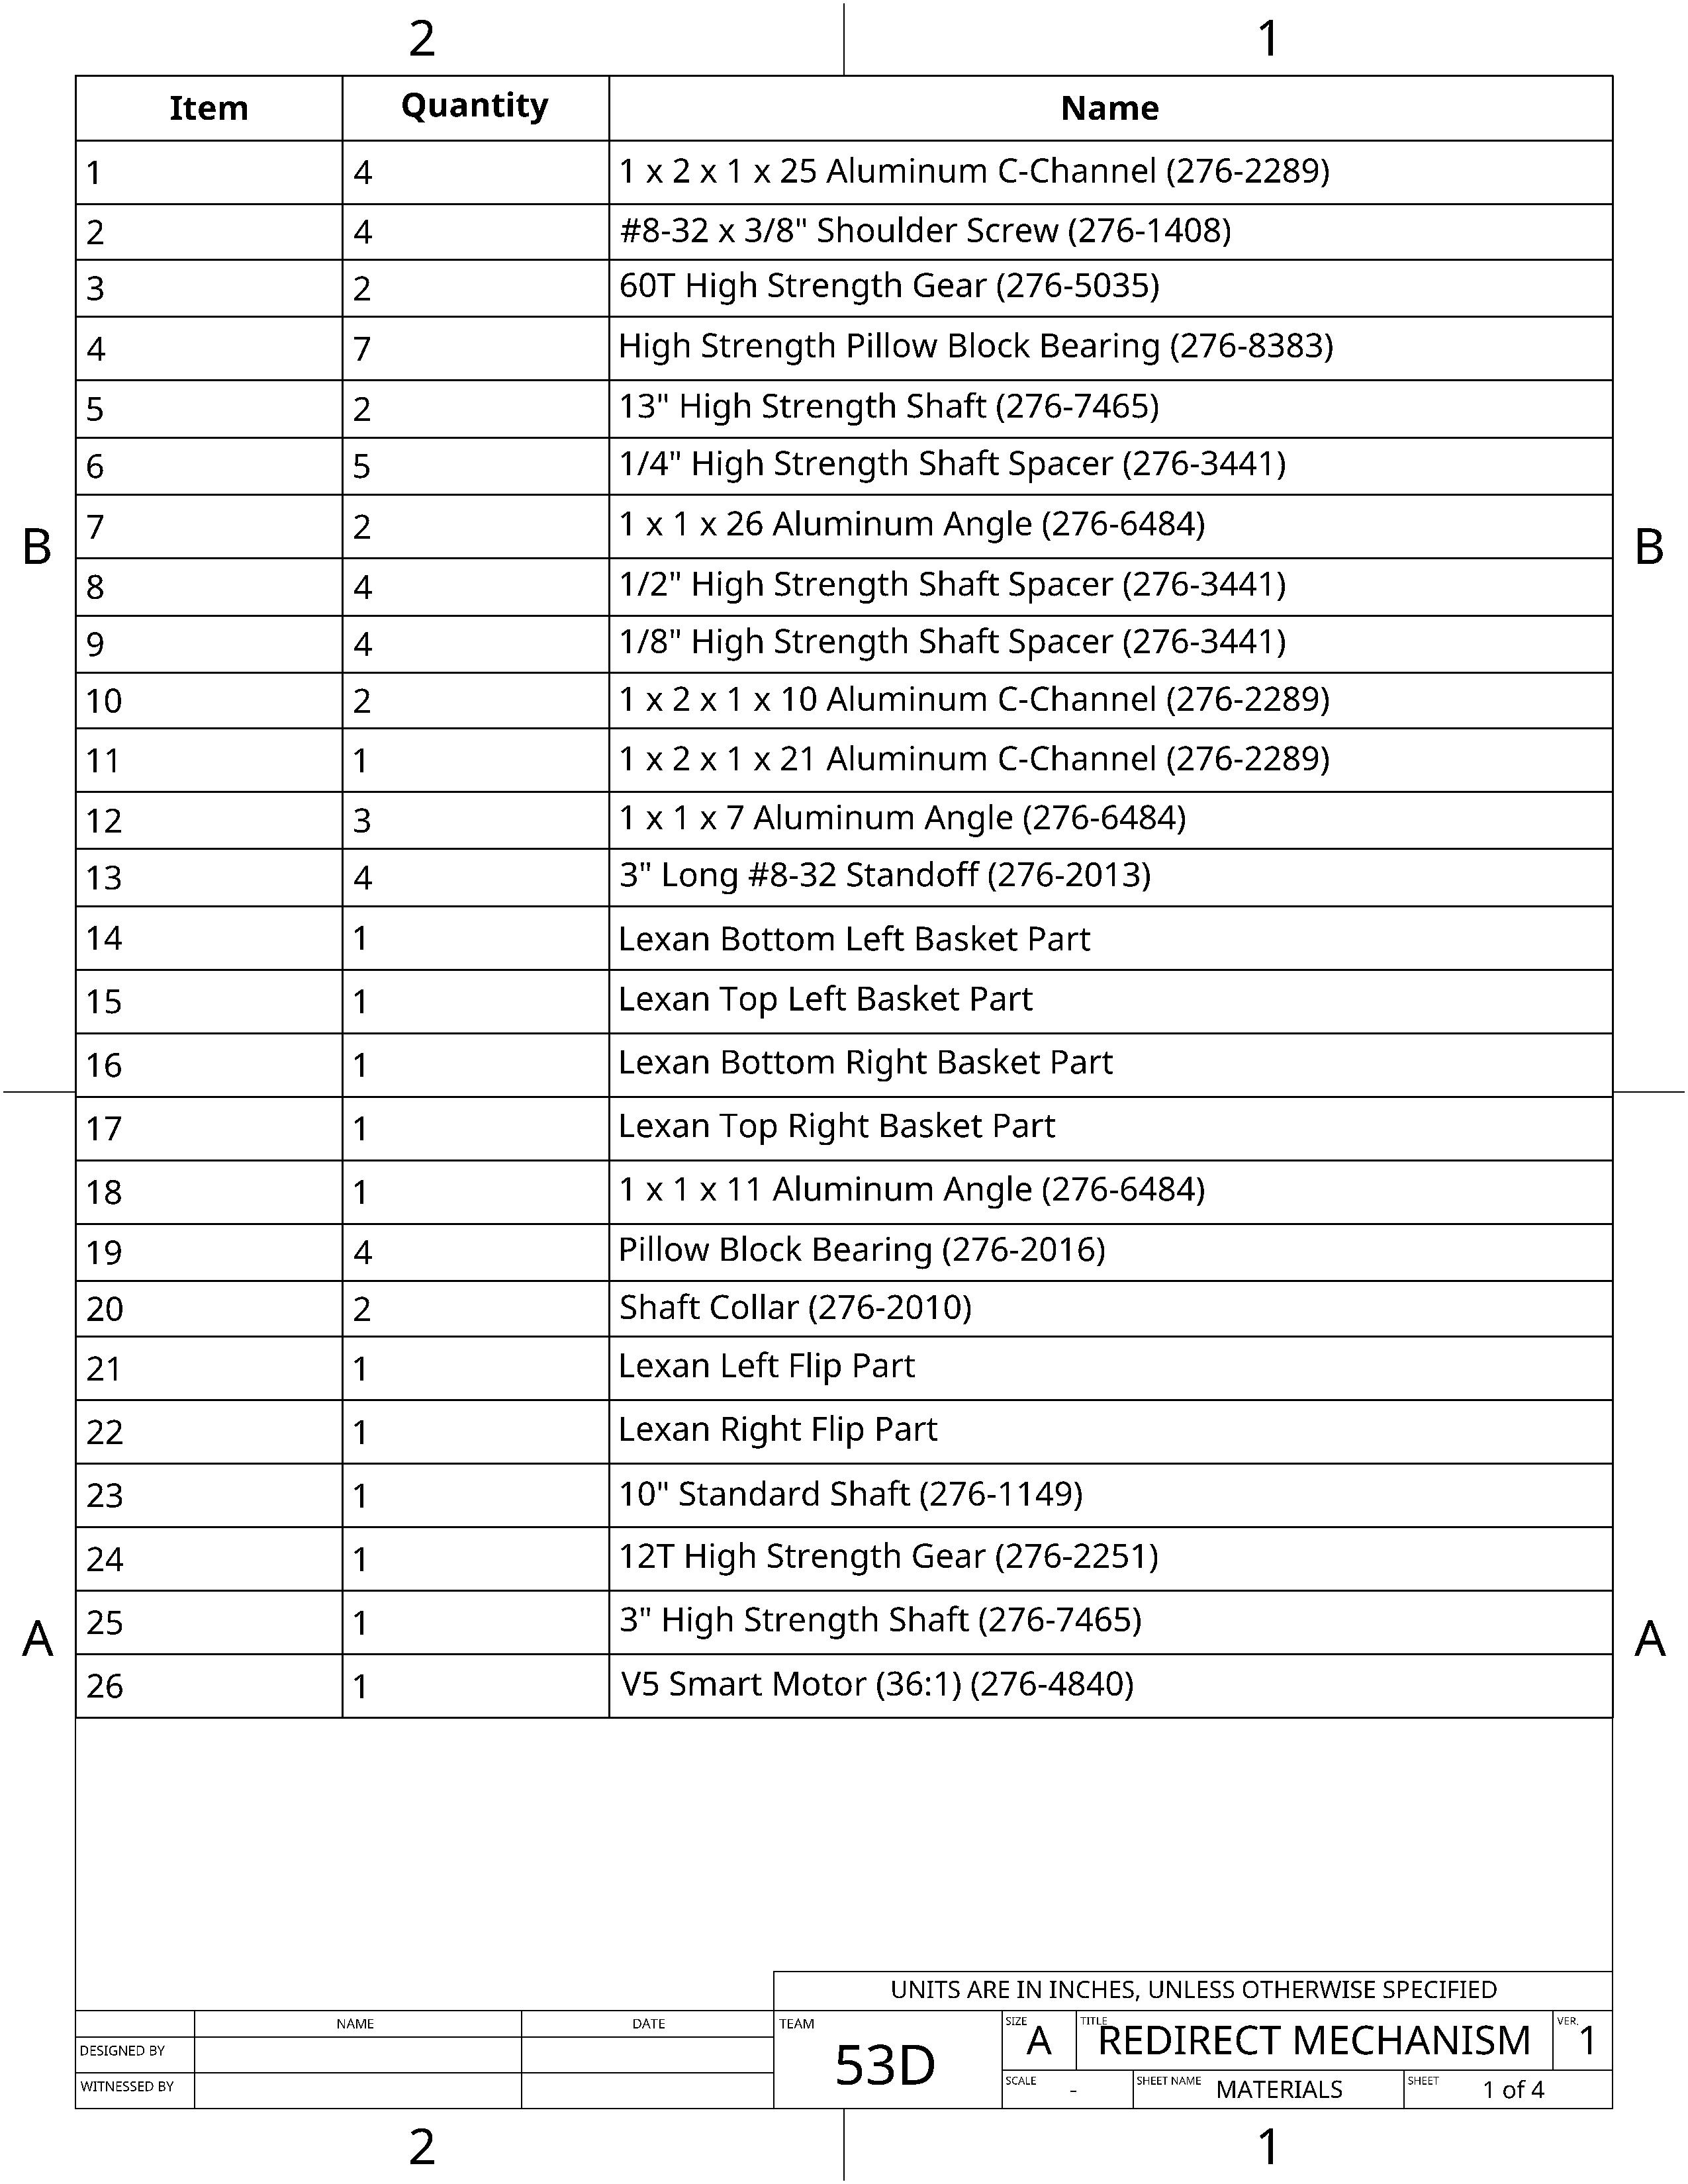 2 1
Item Quantity Name
1 4 1 x 2 x 1 x 25 Aluminum C-Channel (276-2289)
2 4 #8-32 x 3/8" Shoulder Screw (276-1408)
3 2 60T High Strength Gear (276-5035)
4 7 High Strength Pillow Block Bearing (276-8383)
5 2 13" High Strength Shaft (276-7465)
6 5 1/4" High Strength Shaft Spacer (276-3441)
B B
7 2 1 x 1 x 26 Aluminum Angle (276-6484)
8 4 1/2" High Strength Shaft Spacer (276-3441)
9 4 1/8" High Strength Shaft Spacer (276-3441)
10 2 1 x 2 x 1 x 10 Aluminum C-Channel (276-2289)
11 1 1 x 2 x 1 x 21 Aluminum C-Channel (276-2289)
12 3 1 x 1 x 7 Aluminum Angle (276-6484)
13 4 3" Long #8-32 Standoff (276-2013)
14 1 Lexan Bottom Left Basket Part
15 1 Lexan Top Left Basket Part
16 1 Lexan Bottom Right Basket Part
17 1 Lexan Top Right Basket Part
18 1 1 x 1 x 11 Aluminum Angle (276-6484)
19 4 Pillow Block Bearing (276-2016)
20 2 Shaft Collar (276-2010)
21 1 Lexan Left Flip Part
22 1 Lexan Right Flip Part
23 1 10" Standard Shaft (276-1149)
24 1 12T High Strength Gear (276-2251)
25 1 3" High Strength Shaft (276-7465)
A A
26 1 V5 Smart Motor (36:1) (276-4840)
UNITS ARE IN INCHES, UNLESS OTHERWISE SPECIFIED
NAME DATE
DESIGNED BY
WITNESSED BY
TEAM
53D
SIZE A TITLE REDIRECT MECHANISM VER. 1
SCALE - SHEET NAME MATERIALS SHEET 1 of 4
2 1